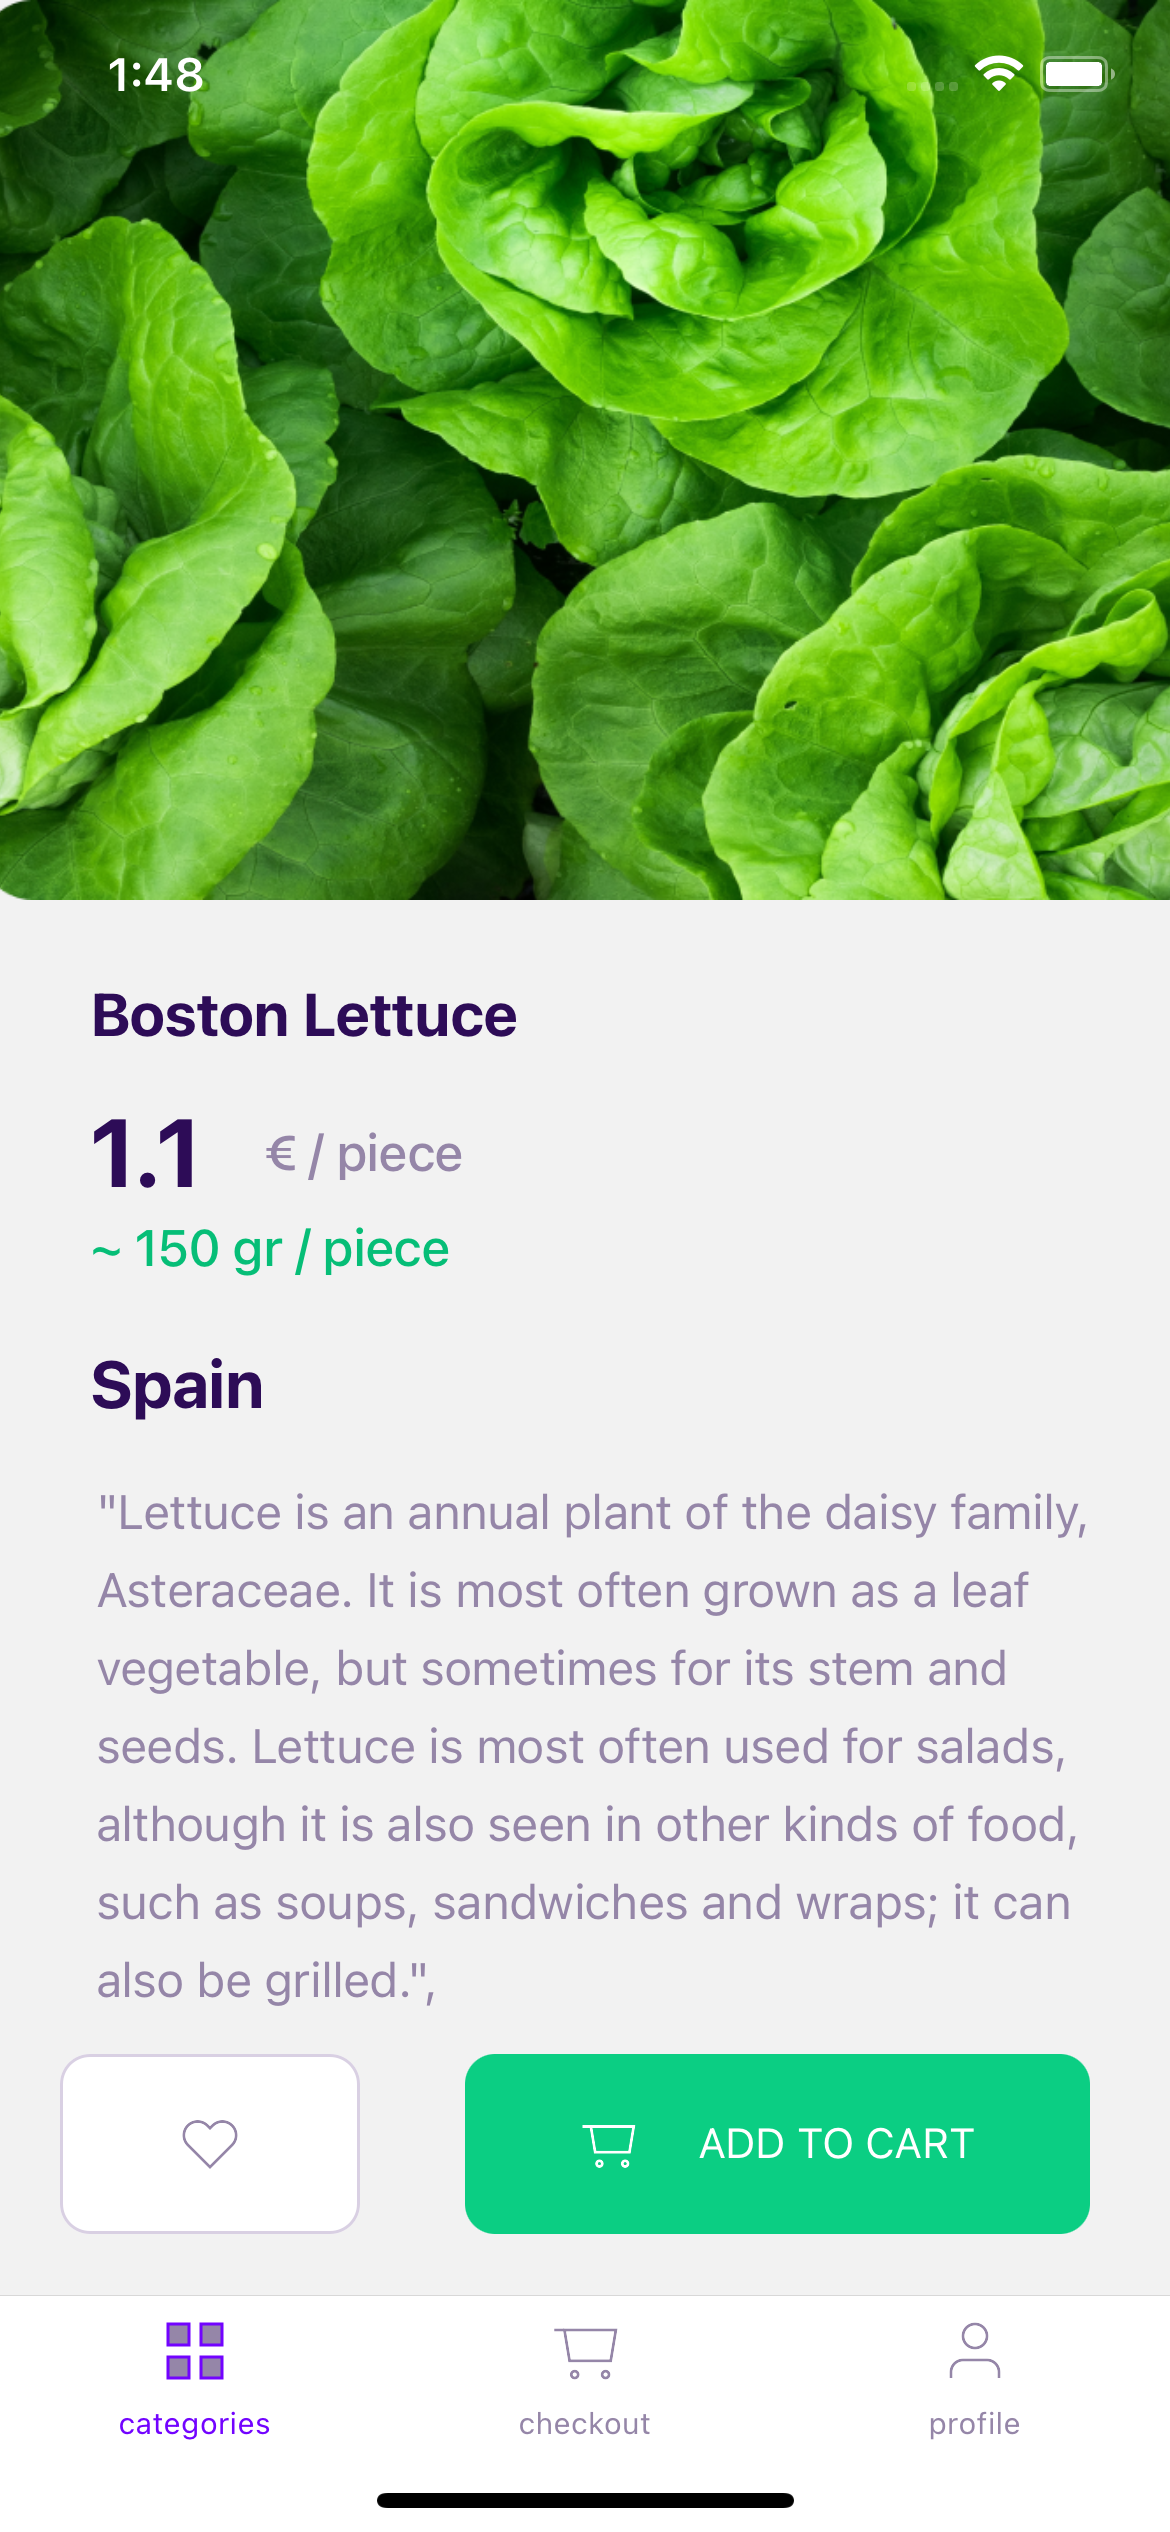 1:48
Boston Lettuce
1.1 € / piece
~ 150 gr / piece
Spain
"Lettuce is an annual plant of the daisy family,
Asteraceae. It is most often grown as a leaf
vegetable, but sometimes for its stem and
seeds. Lettuce is most often used for salads,
although it is also seen in other kinds of food,
such as soups, sandwiches and wraps; it can
also be grilled.",
ADD TO CART
categories checkout profile